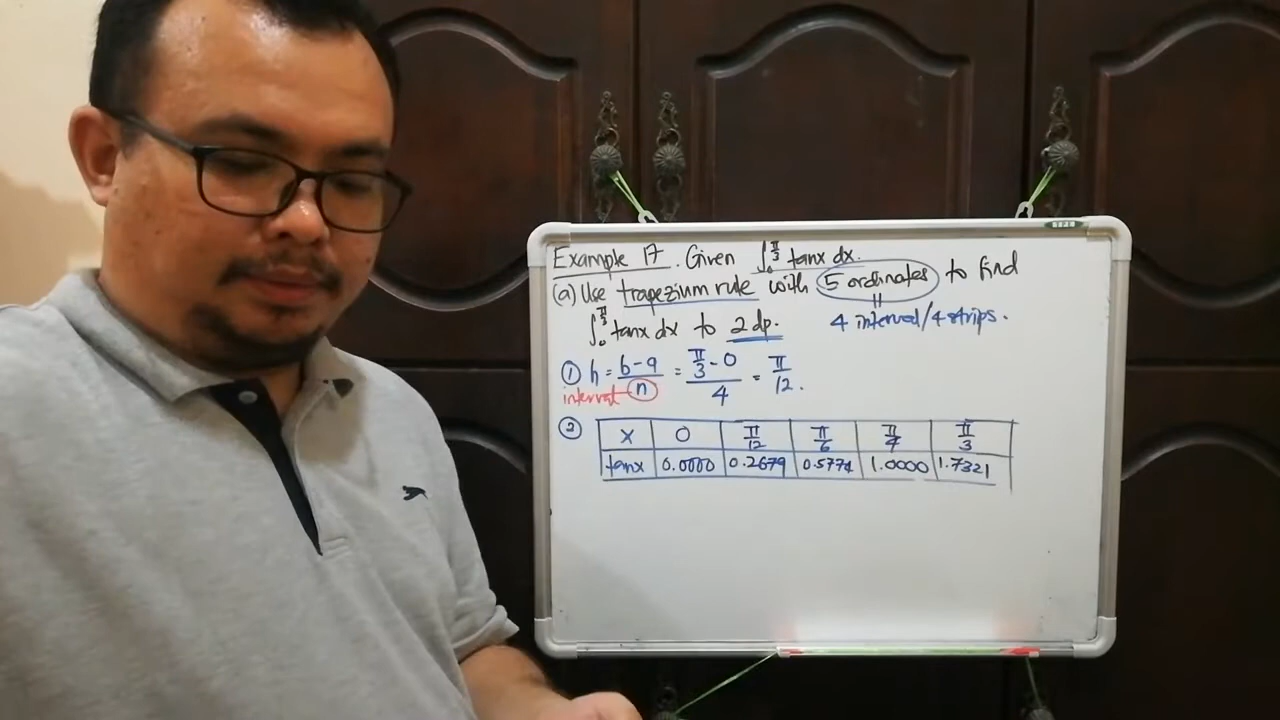 Example 17. Given ∫₀^(π/3) tanx dx.
(a) Use trapezium rule with 5 ordinates to find
∫₀^(π/3) tanx dx to 2 dp.
= 4 interval/4 strips.
① h = (b-a)/n = (π/3 - 0)/4 = π/12.
interval
② x 0 π/12 π/6 π/4 π/3
tanx 0.0000 0.2679 0.5774 1.0000 1.7321